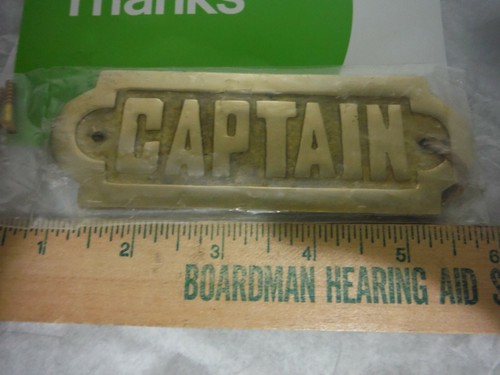 Thanks
CAPTAIN
1 2 3 4 5 6
BOARDMAN HEARING AID